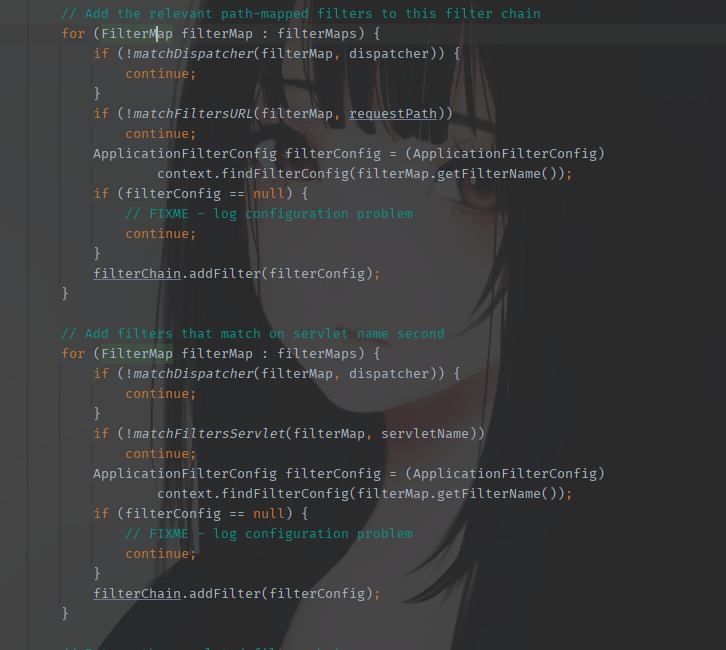 // Add the relevant path-mapped filters to this filter chain
for (FilterMap filterMap : filterMaps) {
if (!matchDispatcher(filterMap, dispatcher)) {
continue;
}
if (!matchFiltersURL(filterMap, requestPath))
continue;
ApplicationFilterConfig filterConfig = (ApplicationFilterConfig)
context.findFilterConfig(filterMap.getFilterName());
if (filterConfig == null) {
// FIXME - log configuration problem
continue;
}
filterChain.addFilter(filterConfig);
}
// Add filters that match on servlet name second
for (FilterMap filterMap : filterMaps) {
if (!matchDispatcher(filterMap, dispatcher)) {
continue;
}
if (!matchFiltersServlet(filterMap, servletName))
continue;
ApplicationFilterConfig filterConfig = (ApplicationFilterConfig)
context.findFilterConfig(filterMap.getFilterName());
if (filterConfig == null) {
// FIXME - log configuration problem
continue;
}
filterChain.addFilter(filterConfig);
}